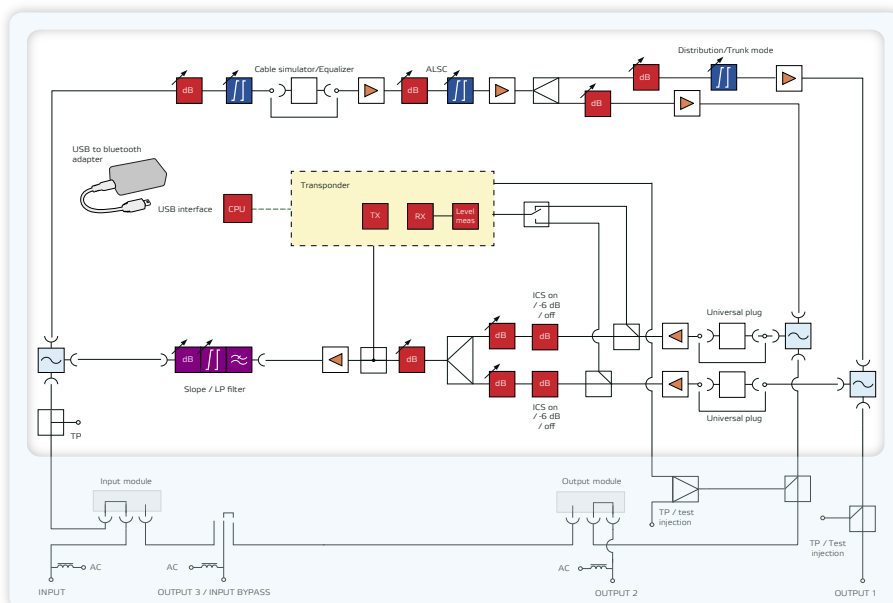 Distribution/Trunk mode
Cable simulator/Equalizer
ALSC
dB
dB
dB
dB
USB to bluetooth
adapter
Transponder
USB interface
CPU
TX
RX
Level
meas
ICS on
/ -6 dB
/ off
Universal plug
dB
dB
dB
dB
dB
dB
Slope / LP filter
ICS on
/ -6 dB
/ off
Universal plug
TP
Input module
Output module
TP / test
injection
TP / Test
injection
AC
AC
AC
INPUT
OUTPUT 3 / INPUT BYPASS
OUTPUT 2
OUTPUT 1